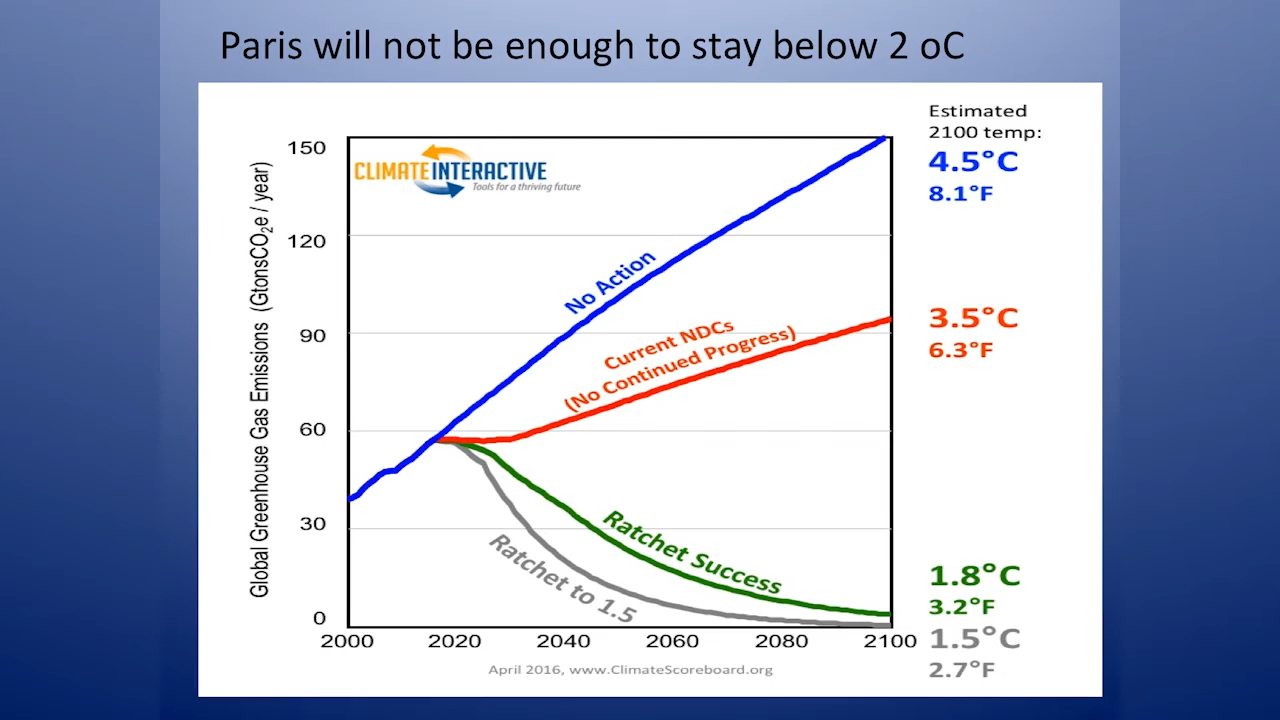 Paris will not be enough to stay below 2 oC
Estimated
2100 temp:
4.5°C
8.1°F
3.5°C
6.3°F
1.8°C
3.2°F
1.5°C
2.7°F
Global Greenhouse Gas Emissions (GtonsCO2e / year)
150
120
90
60
30
0
CLIMATEINTERACTIVE
Tools for a thriving future
No Action
Current NDCs
(No Continued Progress)
Ratchet Success
Ratchet to 1.5
2000 2020 2040 2060 2080 2100
April 2016, www.ClimateScoreboard.org